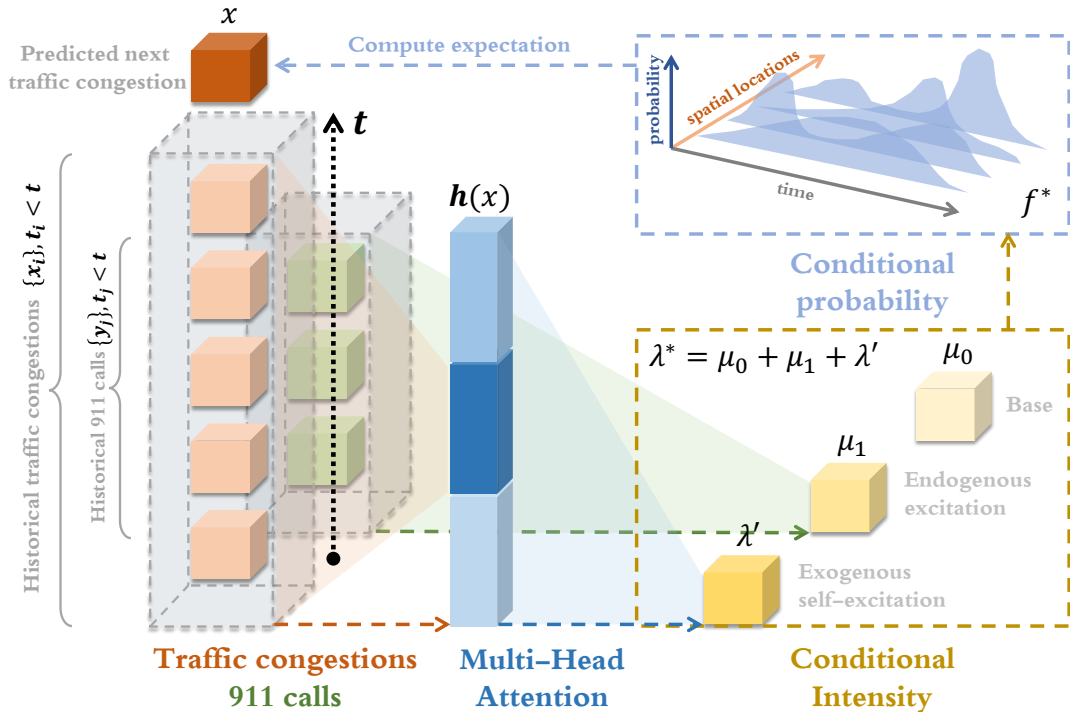 x
Predicted next
traffic congestion
Compute expectation
probability
spatial locations
time
f*
t
Historical traffic congestions {x_i}, t_i < t
Historical 911 calls {y_j}, t_j < t
h(x)
Conditional
probability
λ* = μ₀ + μ₁ + λ′
μ₀
Base
μ₁
Endogenous
excitation
λ′
Exogenous
self-excitation
Traffic congestions
911 calls
Multi-Head
Attention
Conditional
Intensity